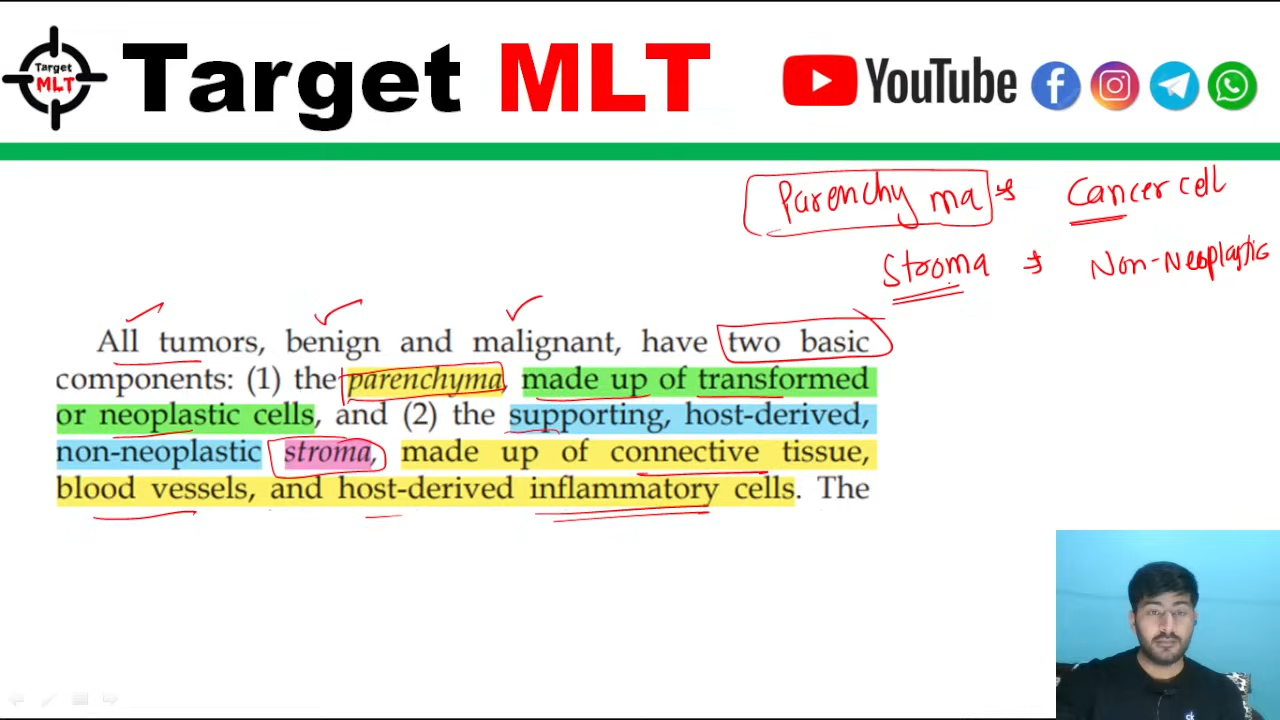 Target
MLT
Target MLT
YouTube
Parenchyma → Cancer cell
Stroma → Non-Neoplastic
All tumors, benign and malignant, have two basic
components: (1) the parenchyma, made up of transformed
or neoplastic cells, and (2) the supporting, host-derived,
non-neoplastic stroma, made up of connective tissue,
blood vessels, and host-derived inflammatory cells. The